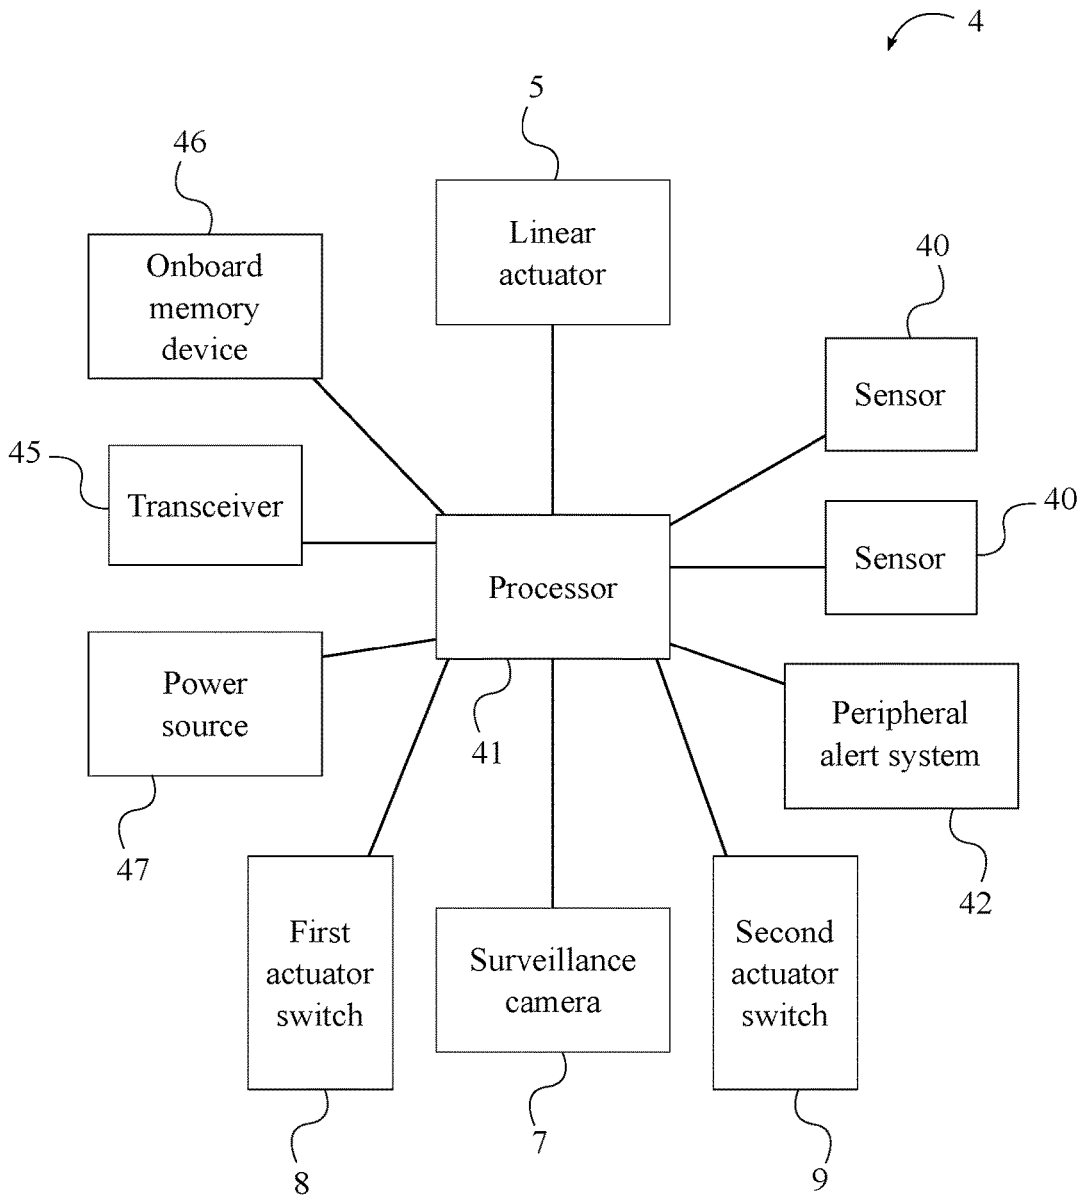 4
5
46
Linear
actuator
40
Onboard
memory
device
Sensor
45
Transceiver
40
Sensor
Processor
Power
source
41
Peripheral
alert system
47
42
First
actuator
switch
Surveillance
camera
Second
actuator
switch
7
8
9